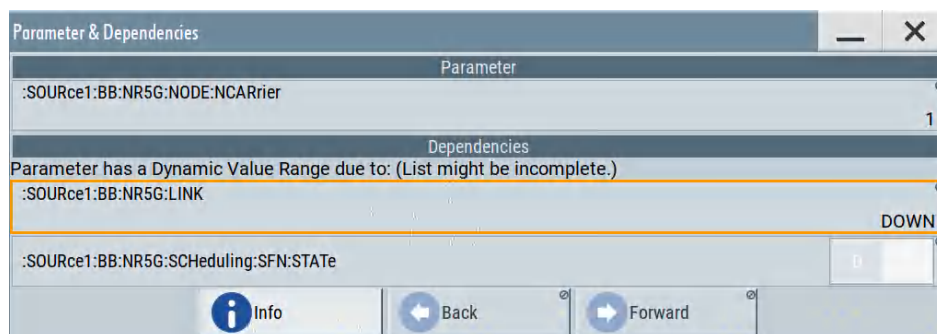 Parameter & Dependencies
Parameter
:SOURce1:BB:NR5G:NODE:NCARrier
1
Dependencies
Parameter has a Dynamic Value Range due to: (List might be incomplete.)
:SOURce1:BB:NR5G:LINK
DOWN
:SOURce1:BB:NR5G:SCHeduling:SFN:STATe
0
Info
Back
Forward